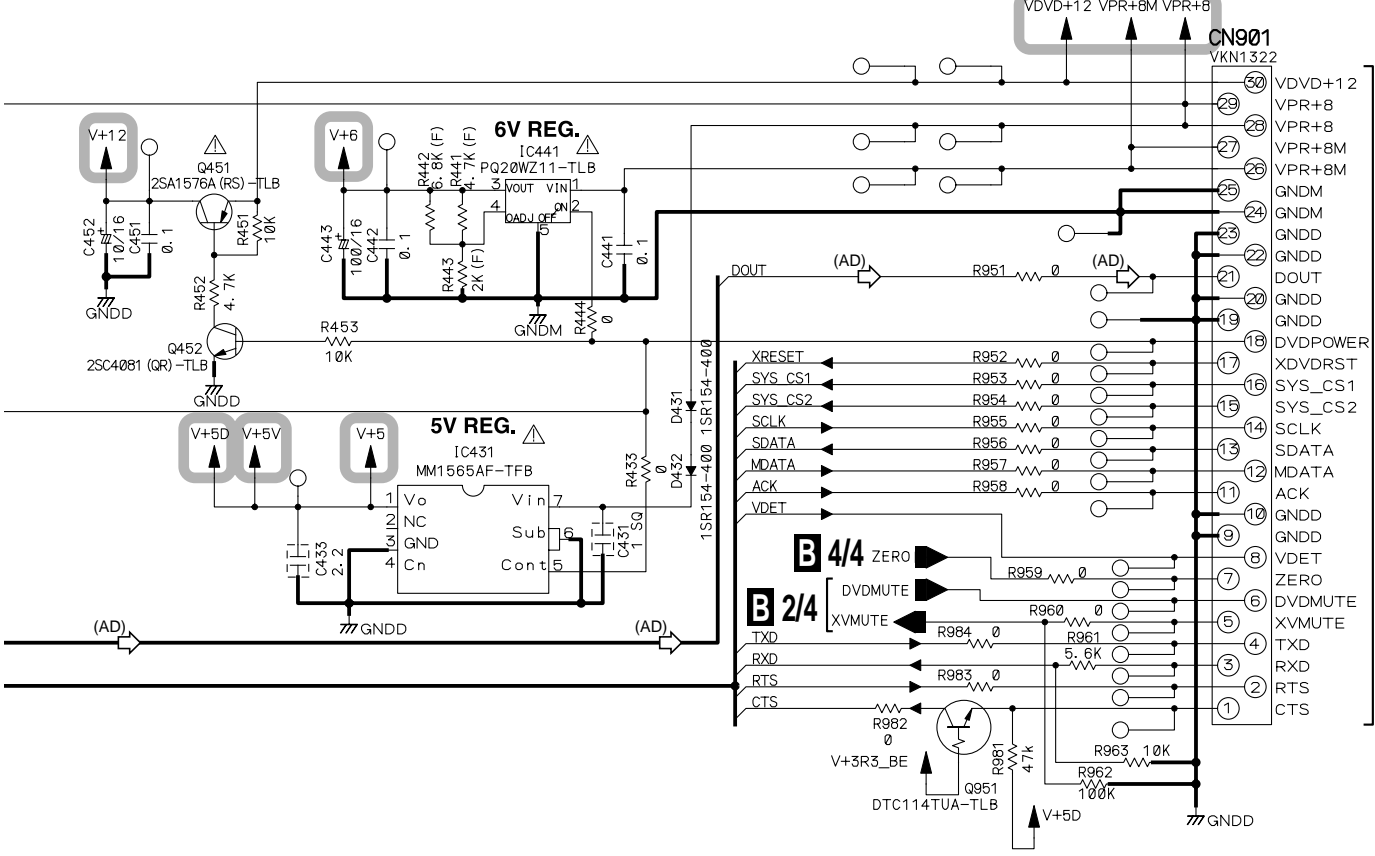 VDVD+12 VPR+8M VPR+8
CN901
VKN1322
30 VDVD+12
29 VPR+8
28 VPR+8
27 VPR+8M
26 VPR+8M
25 GNDM
24 GNDM
23 GNDD
22 GNDD
21 DOUT
20 GNDD
19 GNDD
18 DVDPOWER
17 XDVDRST
16 SYS_CS1
15 SYS_CS2
14 SCLK
13 SDATA
12 MDATA
11 ACK
10 GNDD
9 GNDD
8 VDET
7 ZERO
6 DVDMUTE
5 XVMUTE
4 TXD
3 RXD
2 RTS
1 CTS
V+12
Q451
2SA1576A (RS) -TLB
C452
10/16
C451
0.1
R451
10K
R452
4.7K
GNDD
Q452
2SC4081 (QR) -TLB
GNDD
R453
10K
V+6
6V REG.
IC441
PQ20WZ11-TLB
R442
6.8K (F)
R441
4.7K (F)
3 VOUT VIN 1
4 OADJ ON OFF 2
5
C443
100/16
C442
0.1
R443
2K (F)
C441
0.1
GNDM
R444
0
DOUT
(AD)
R951 0
(AD)
V+5D
V+5V
V+5
5V REG.
IC431
MM1565AF-TFB
1 Vo Vin 7
2 NC
3 GND Sub 6
4 Cn Cont 5
C433
2.2
C431
1 SQ
R433
0
D431
1SR154-400
D432
1SR154-400
GNDD
XRESET R952 0
SYS CS1 R953 0
SYS CS2 R954 0
SCLK R955 0
SDATA R956 0
MDATA R957 0
ACK R958 0
VDET
B 4/4 ZERO
R959 0
B 2/4
DVDMUTE
XVMUTE
R960 0
(AD)
(AD)
TXD R984 0
R961
5.6K
RXD
RTS R983 0
CTS
R982
0
V+3R3_BE
Q951
DTC114TUA-TLB
R981
47k
V+5D
R963 10K
R962
100K
GNDD